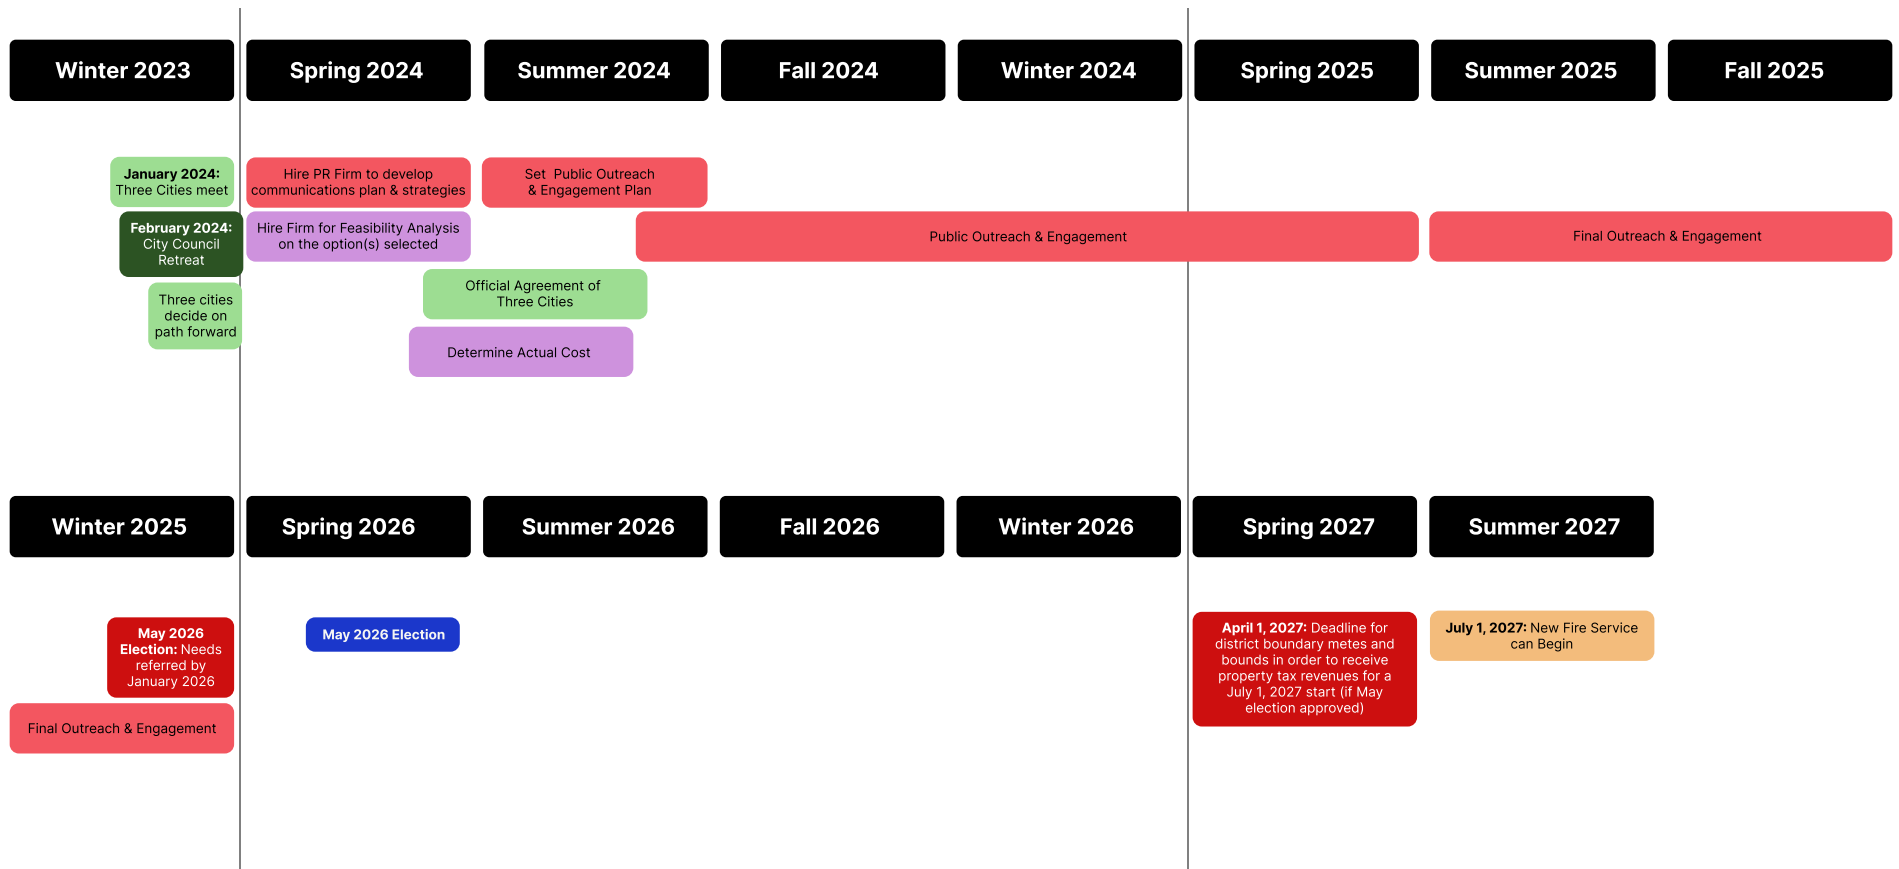 Winter 2023
Spring 2024
Summer 2024
Fall 2024
Winter 2024
Spring 2025
Summer 2025
Fall 2025
January 2024:
Three Cities meet
Hire PR Firm to develop
communications plan & strategies
Set Public Outreach
& Engagement Plan
February 2024:
City Council
Retreat
Hire Firm for Feasibility Analysis
on the option(s) selected
Public Outreach & Engagement
Final Outreach & Engagement
Three cities
decide on
path forward
Official Agreement of
Three Cities
Determine Actual Cost
Winter 2025
Spring 2026
Summer 2026
Fall 2026
Winter 2026
Spring 2027
Summer 2027
May 2026
Election: Needs
referred by
January 2026
May 2026 Election
April 1, 2027: Deadline for
district boundary metes and
bounds in order to receive
property tax revenues for a
July 1, 2027 start (if May
election approved)
July 1, 2027: New Fire Service
can Begin
Final Outreach & Engagement